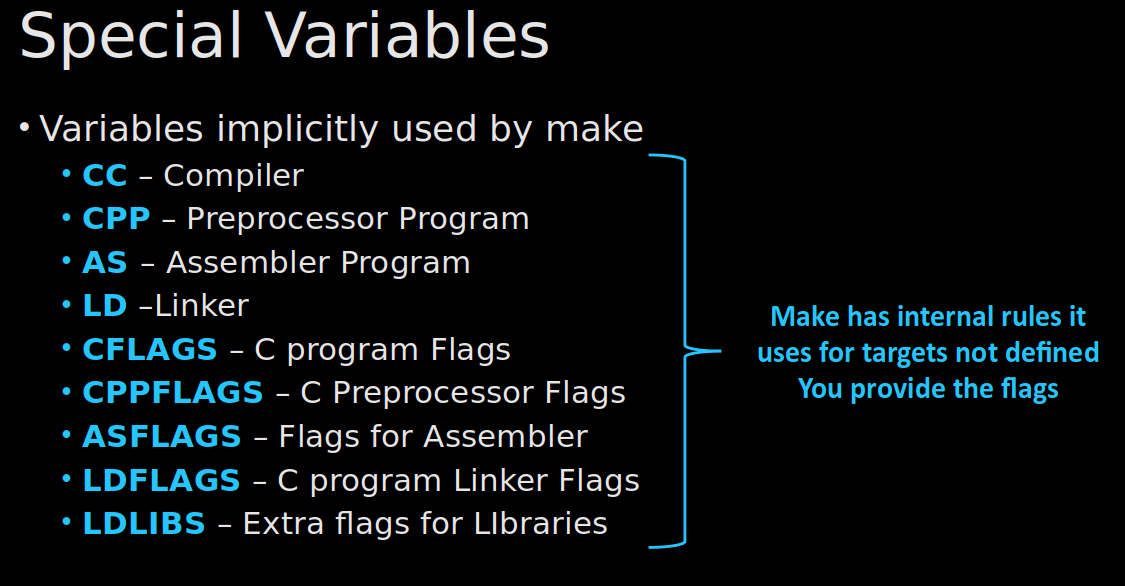 Special Variables
• Variables implicitly used by make
• CC – Compiler
• CPP – Preprocessor Program
• AS – Assembler Program
• LD –Linker
• CFLAGS – C program Flags
• CPPFLAGS – C Preprocessor Flags
• ASFLAGS – Flags for Assembler
• LDFLAGS – C program Linker Flags
• LDLIBS – Extra flags for LIbraries
Make has internal rules it
uses for targets not defined
You provide the flags